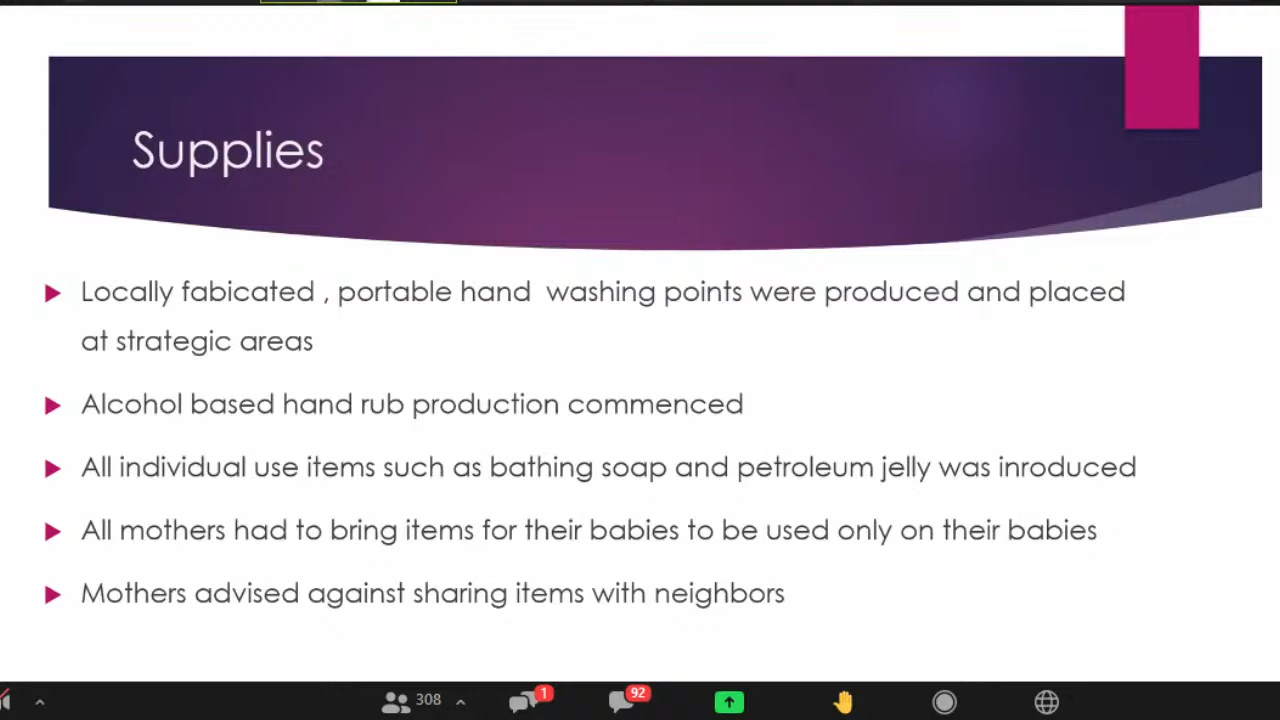 Supplies
Locally fabicated , portable hand washing points were produced and placed
at strategic areas
Alcohol based hand rub production commenced
All individual use items such as bathing soap and petroleum jelly was inroduced
All mothers had to bring items for their babies to be used only on their babies
Mothers advised against sharing items with neighbors
308
1
92